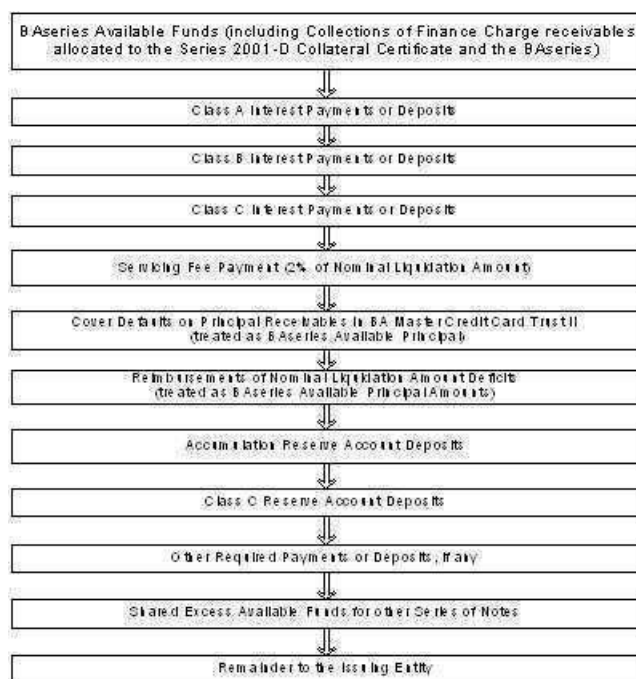 BAseries Available Funds (including Collections of Finance Charge receivables
allocated to the Series 2001-D Collateral Certificate and the BAseries)
Class A Interest Payments or Deposits
Class B Interest Payments or Deposits
Class C Interest Payments or Deposits
Servicing Fee Payment (2% of Nominal Liquidation Amount)
Cover Defaults on Principal Receivables in BA Master Credit Card Trust II
(treated as BAseries Available Principal)
Reimbursements of Nominal Liquidation Amount Deficits
(treated as BAseries Available Principal Amounts)
Accumulation Reserve Account Deposits
Class C Reserve Account Deposits
Other Required Payments or Deposits, if any
Shared Excess Available Funds for other Series of Notes
Remainder to the Issuing Entity